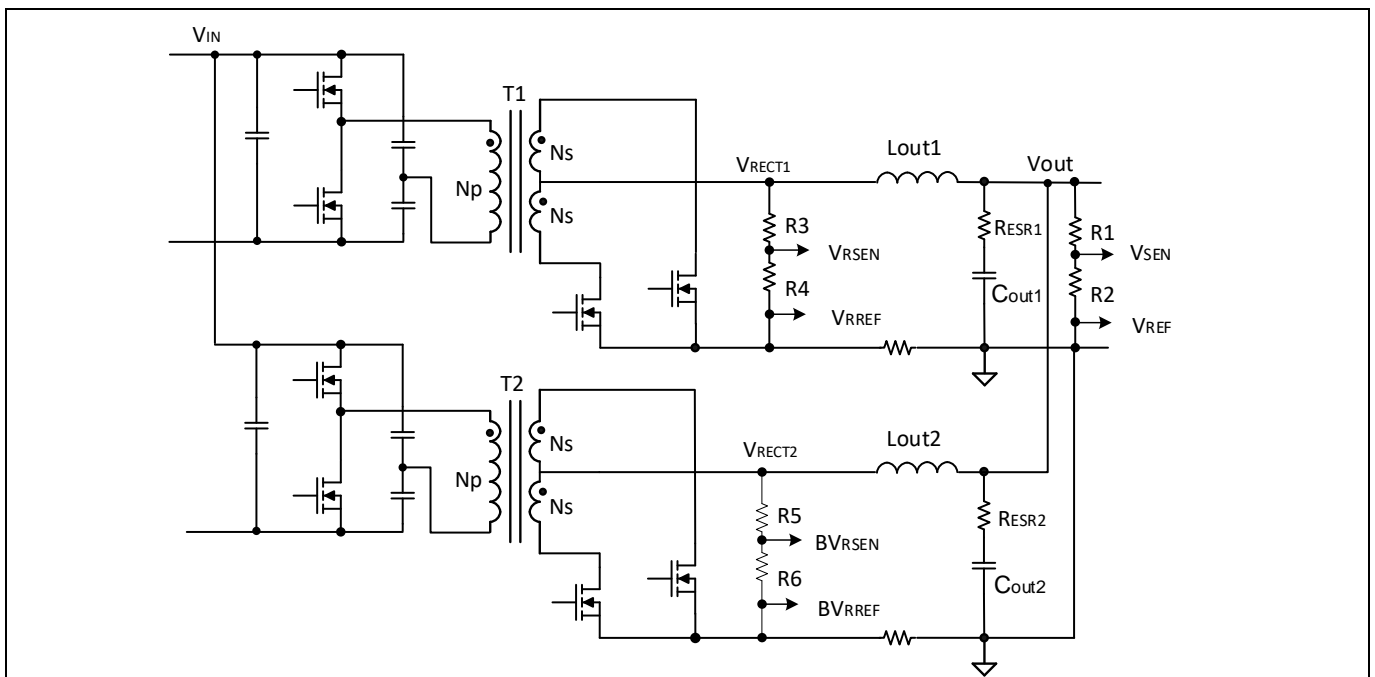 VIN
T1
Np
Ns
Ns
VRECT1
Lout1
Vout
R3
VRSEN
R4
VRREF
RESR1
Cout1
R1
VSEN
R2
VREF
T2
Np
Ns
Ns
VRECT2
Lout2
R5
BVRSEN
R6
BVRREF
RESR2
Cout2